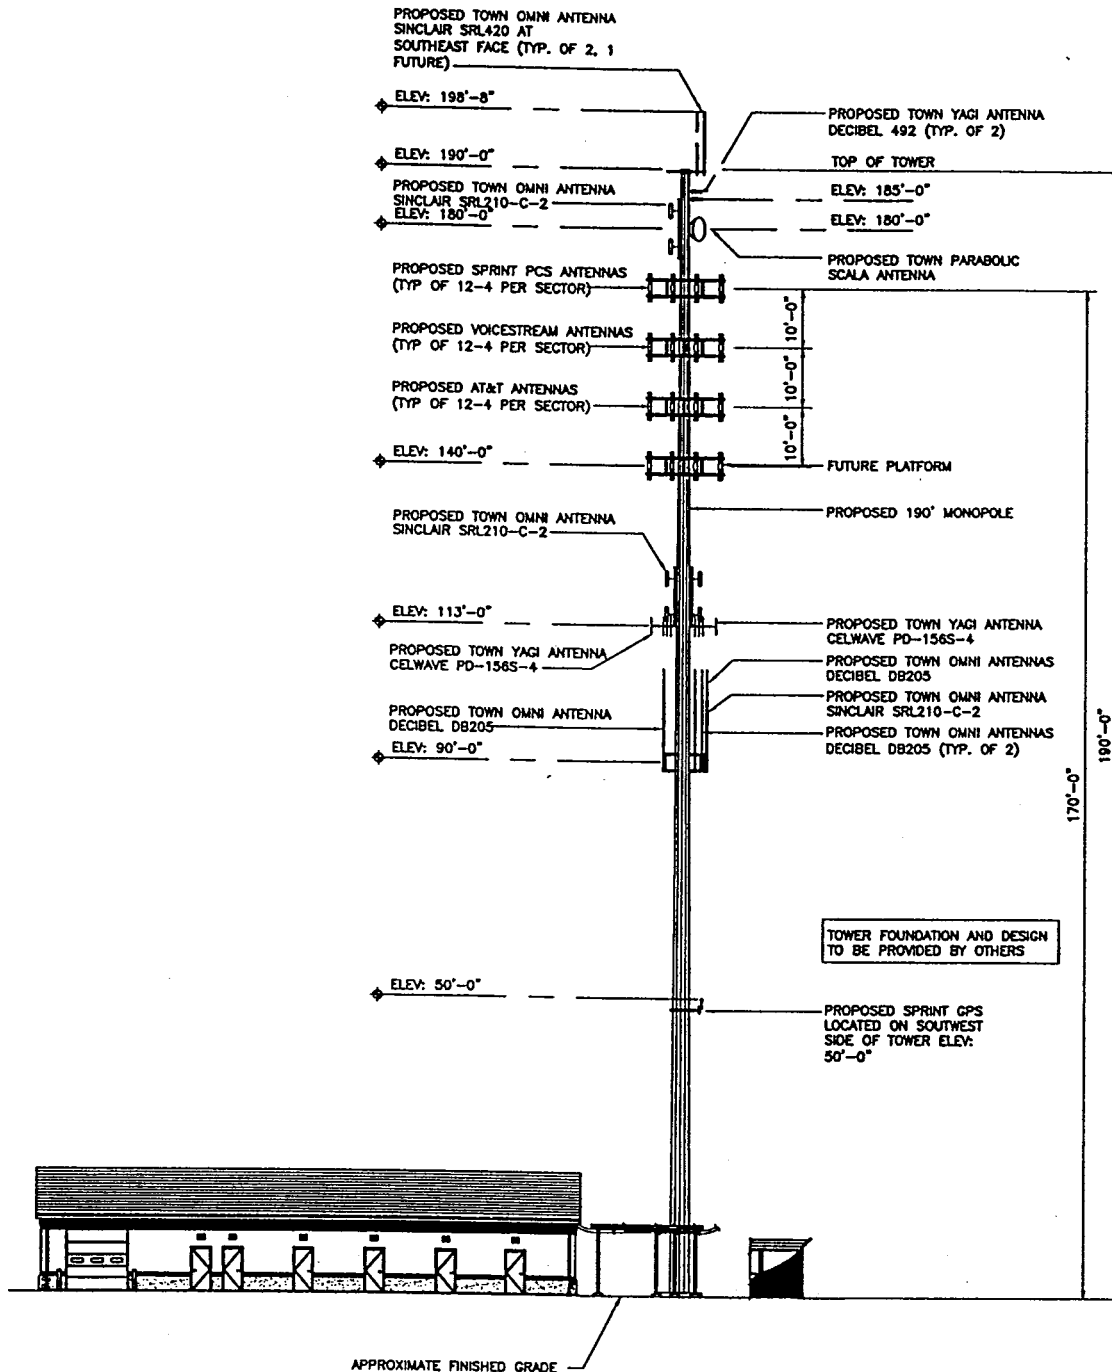 PROPOSED TOWN OMNI ANTENNA
SINCLAIR SRL420 AT
SOUTHEAST FACE (TYP. OF 2, 1
FUTURE)
ELEV: 198'-8"
PROPOSED TOWN YAGI ANTENNA
DECIBEL 492 (TYP. OF 2)
ELEV: 190'-0"
TOP OF TOWER
PROPOSED TOWN OMNI ANTENNA
SINCLAIR SRL210-C-2
ELEV: 180'-0"
ELEV: 185'-0"
ELEV: 180'-0"
PROPOSED TOWN PARABOLIC
SCALA ANTENNA
PROPOSED SPRINT PCS ANTENNAS
(TYP OF 12-4 PER SECTOR)
10'-0"
PROPOSED VOICESTREAM ANTENNAS
(TYP OF 12-4 PER SECTOR)
10'-0"
PROPOSED AT&T ANTENNAS
(TYP OF 12-4 PER SECTOR)
10'-0"
ELEV: 140'-0"
FUTURE PLATFORM
PROPOSED 190' MONOPOLE
PROPOSED TOWN OMNI ANTENNA
SINCLAIR SRL210-C-2
ELEV: 113'-0"
PROPOSED TOWN YAGI ANTENNA
CELWAVE PD-156S-4
PROPOSED TOWN YAGI ANTENNA
CELWAVE PD-156S-4
PROPOSED TOWN OMNI ANTENNAS
DECIBEL DB205
PROPOSED TOWN OMNI ANTENNA
SINCLAIR SRL210-C-2
PROPOSED TOWN OMNI ANTENNA
DECIBEL DB205
PROPOSED TOWN OMNI ANTENNAS
DECIBEL DB205 (TYP. OF 2)
ELEV: 90'-0"
170'-0"
190'-0"
TOWER FOUNDATION AND DESIGN
TO BE PROVIDED BY OTHERS
ELEV: 50'-0"
PROPOSED SPRINT GPS
LOCATED ON SOUTWEST
SIDE OF TOWER ELEV:
50'-0"
APPROXIMATE FINISHED GRADE